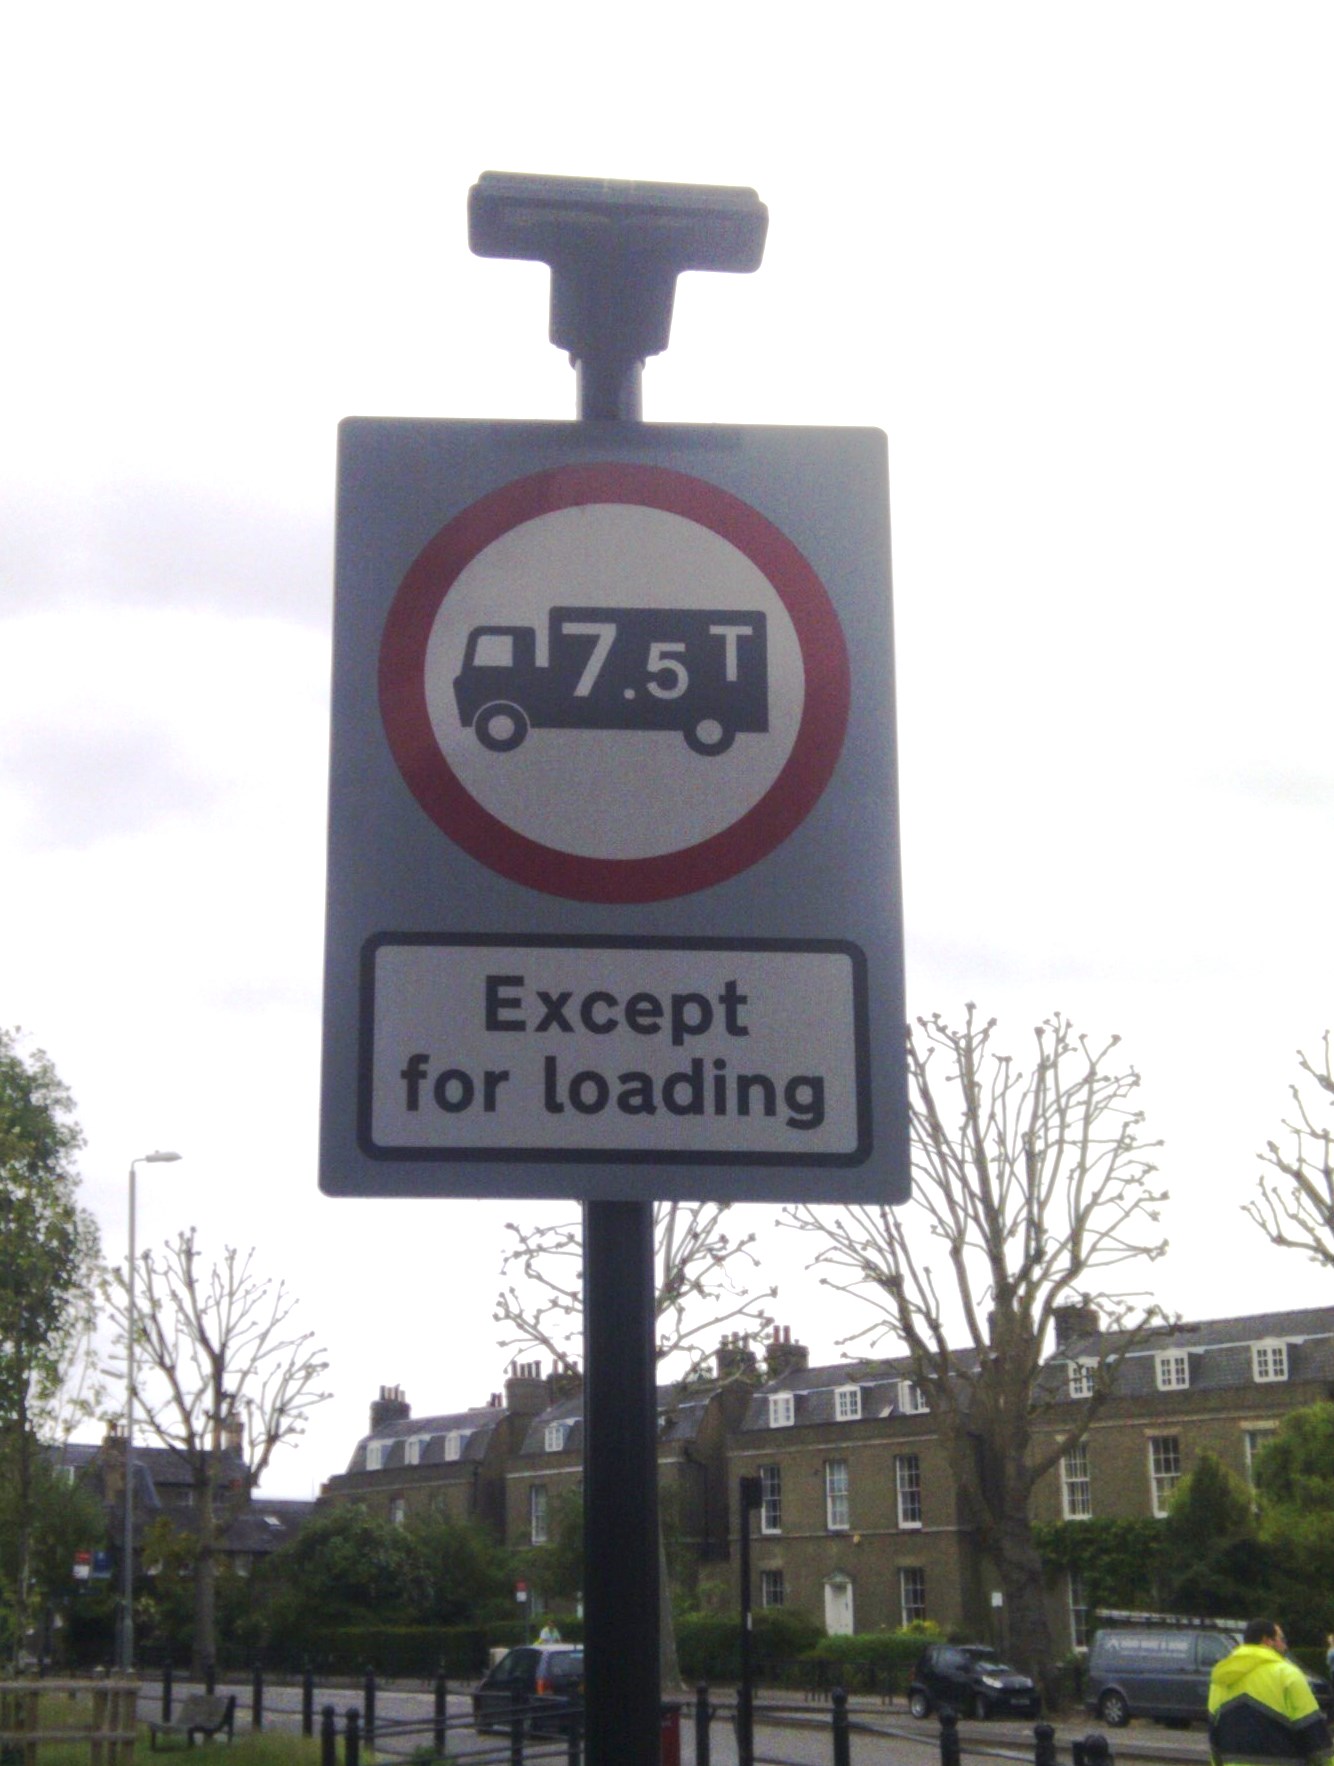 7.5 T
Except
for loading